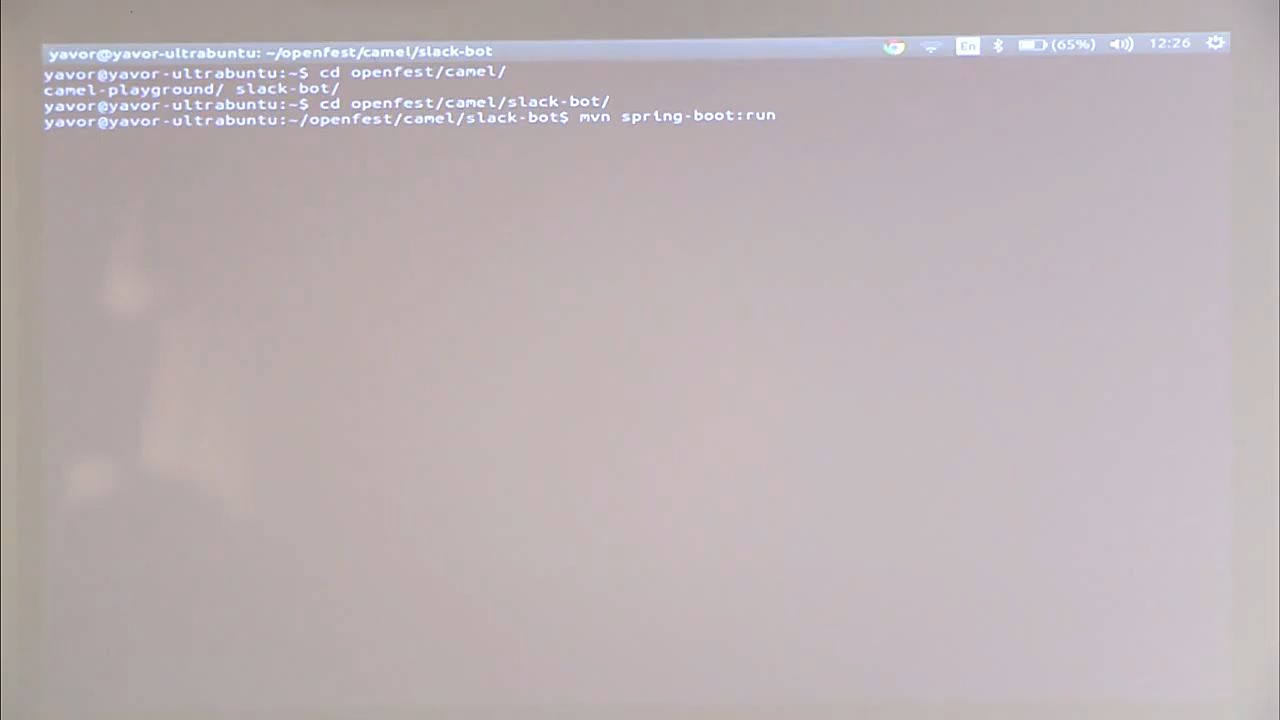 yavor@yavor-ultrabuntu: ~/openfest/camel/slack-bot
En (65%) 12:26
yavor@yavor-ultrabuntu:~$ cd openfest/camel/
camel-playground/ slack-bot/
yavor@yavor-ultrabuntu:~$ cd openfest/camel/slack-bot/
yavor@yavor-ultrabuntu:~/openfest/camel/slack-bot$ mvn spring-boot:run